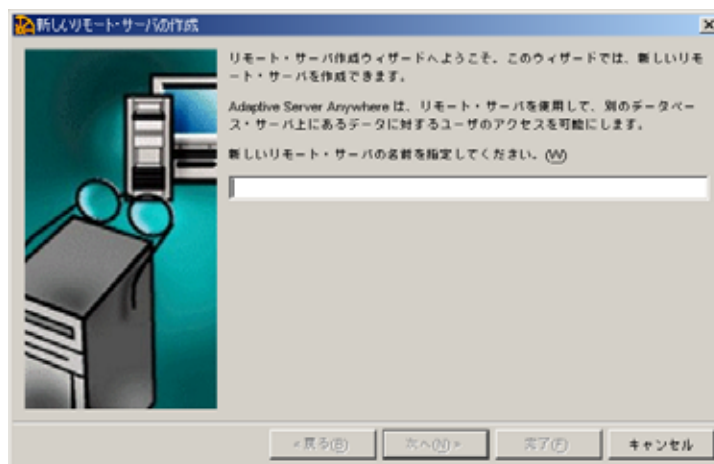 新しいリモート・サーバの作成
リモート・サーバ作成ウィザードへようこそ。このウィザードでは、新しいリモ
ート・サーバを作成できます。
Adaptive Server Anywhere は、リモート・サーバを使用して、別のデータベー
ス・サーバ上にあるデータに対するユーザのアクセスを可能にします。
新しいリモート・サーバの名前を指定してください。(W)
< 戻る(B)
次へ(N) >
完了(F)
キャンセル